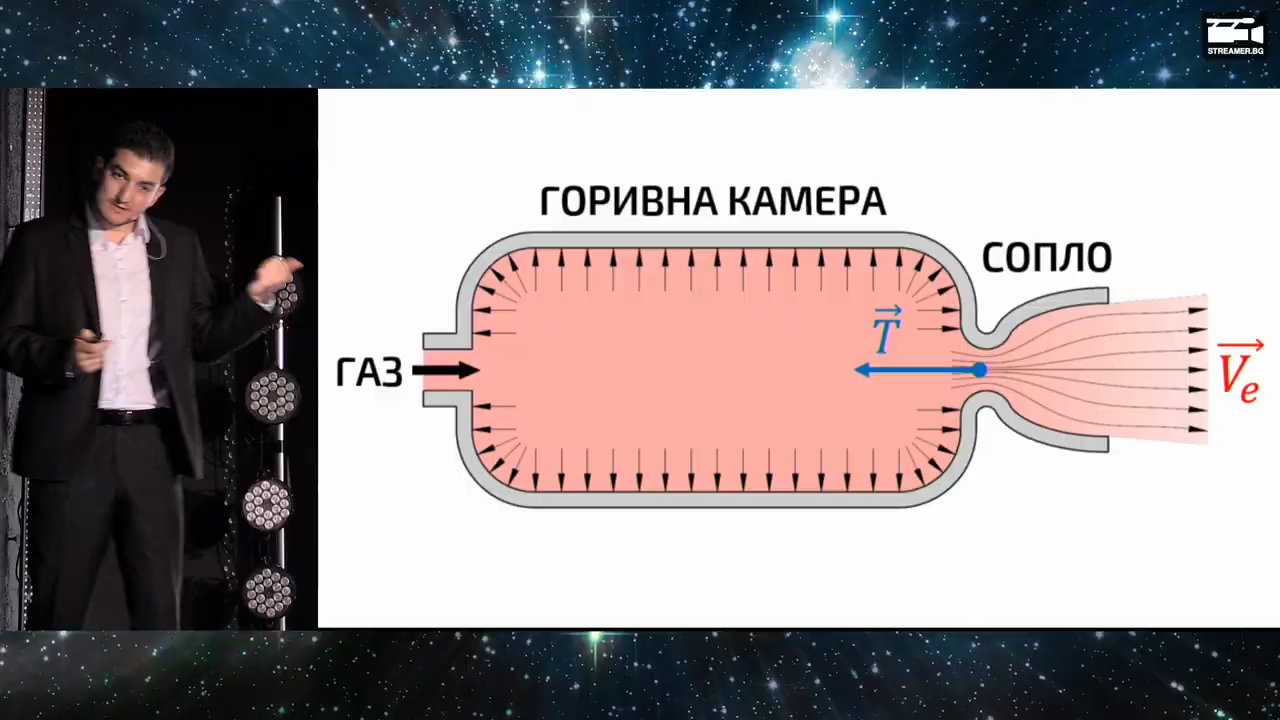 STREAMER.BG
ГОРИВНА КАМЕРА
СОПЛО
T
ГАЗ
Ve